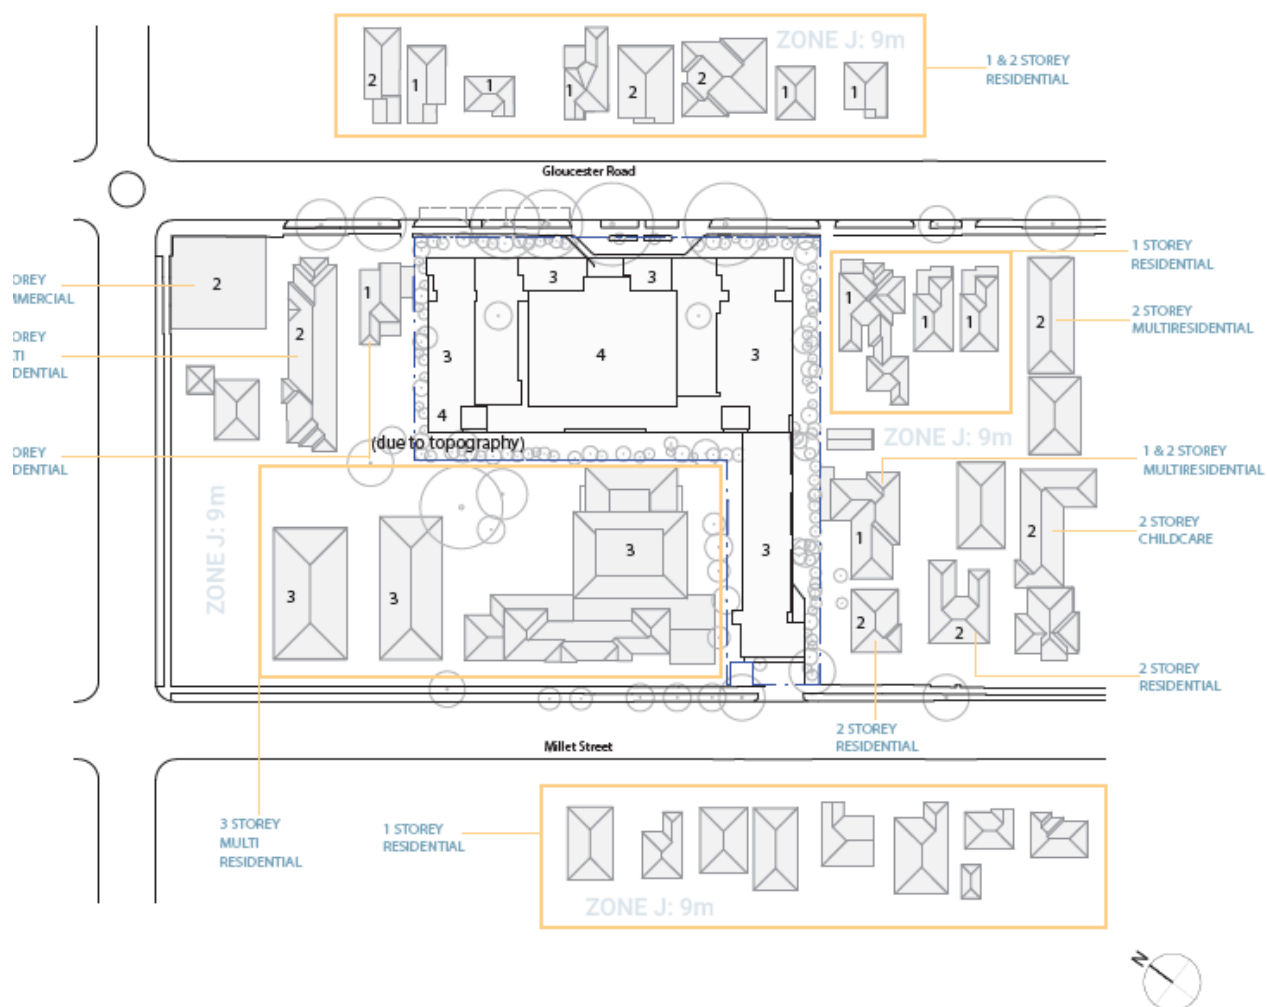 ZONE J: 9m
1 & 2 STOREY
RESIDENTIAL
2
1
1
1
2
2
1
1
Gloucester Road
1 STOREY
RESIDENTIAL
OREY
MMERCIAL
2
2
1
3
3
3
4
3
4
1
1
1
2
2 STOREY
MULTIRESIDENTIAL
OREY
TI
DENTIAL
(due to topography)
ZONE J: 9m
OREY
DENTIAL
1 & 2 STOREY
MULTIRESIDENTIAL
2 STOREY
CHILDCARE
ZONE J: 9m
3
3
3
3
1
2
2
2
2 STOREY
RESIDENTIAL
2 STOREY
RESIDENTIAL
Millet Street
3 STOREY
MULTI
RESIDENTIAL
1 STOREY
RESIDENTIAL
ZONE J: 9m
N